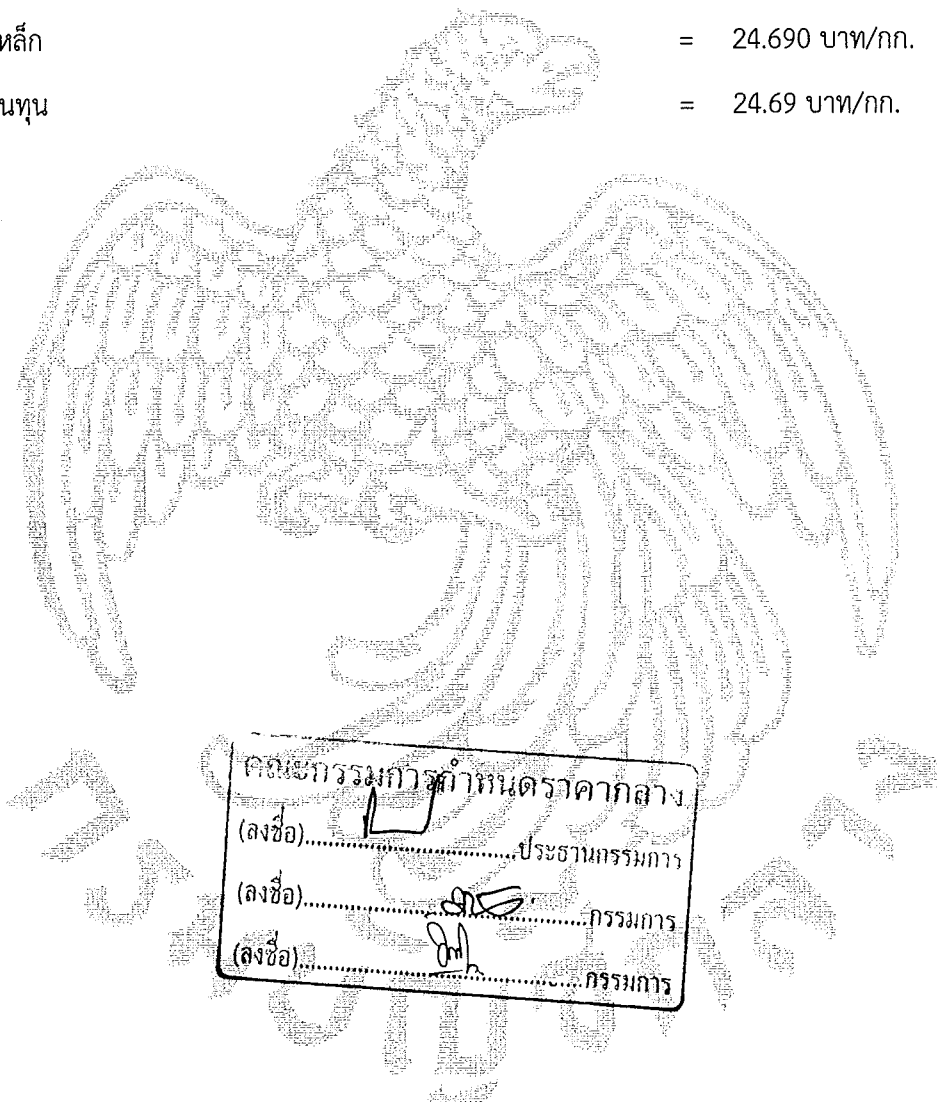 หล็ก = 24.690 บาท/กก.
นทุน = 24.69 บาท/กก.
คณะกรรมการกำหนดราคากลาง
(ลงชื่อ)........................ประธานกรรมการ
(ลงชื่อ)........................กรรมการ
(ลงชื่อ)........................กรรมการ